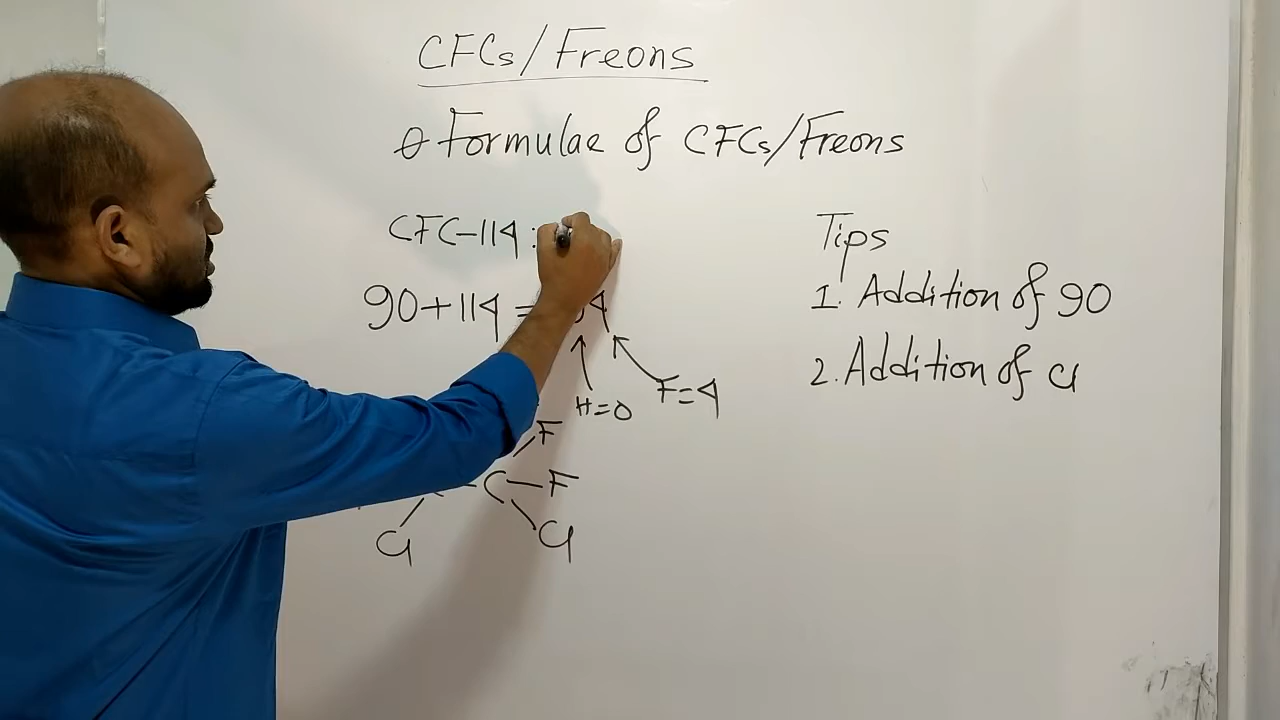 CFCs/Freons
Formulae of CFCs/Freons
CFC-114 :
Tips
90+114 = 04
1. Addition of 90
2. Addition of Cl
H=0 F=4
F
C-F
Cl Cl